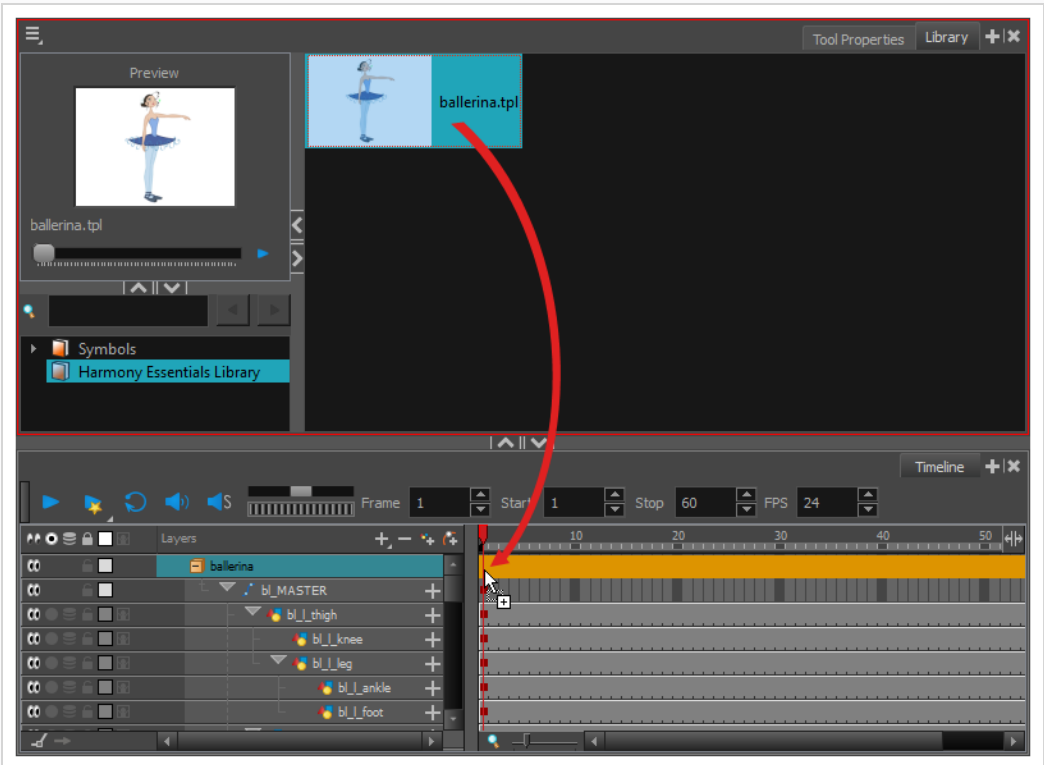 Tool Properties Library
Preview
ballerina.tpl
ballerina.tpl
Symbols
Harmony Essentials Library
Timeline
S Frame 1 Start 1 Stop 60 FPS 24
Layers 10 20 30 40 50
ballerina
bl_MASTER
bl_l_thigh
bl_l_knee
bl_l_leg
bl_l_ankle
bl_l_foot